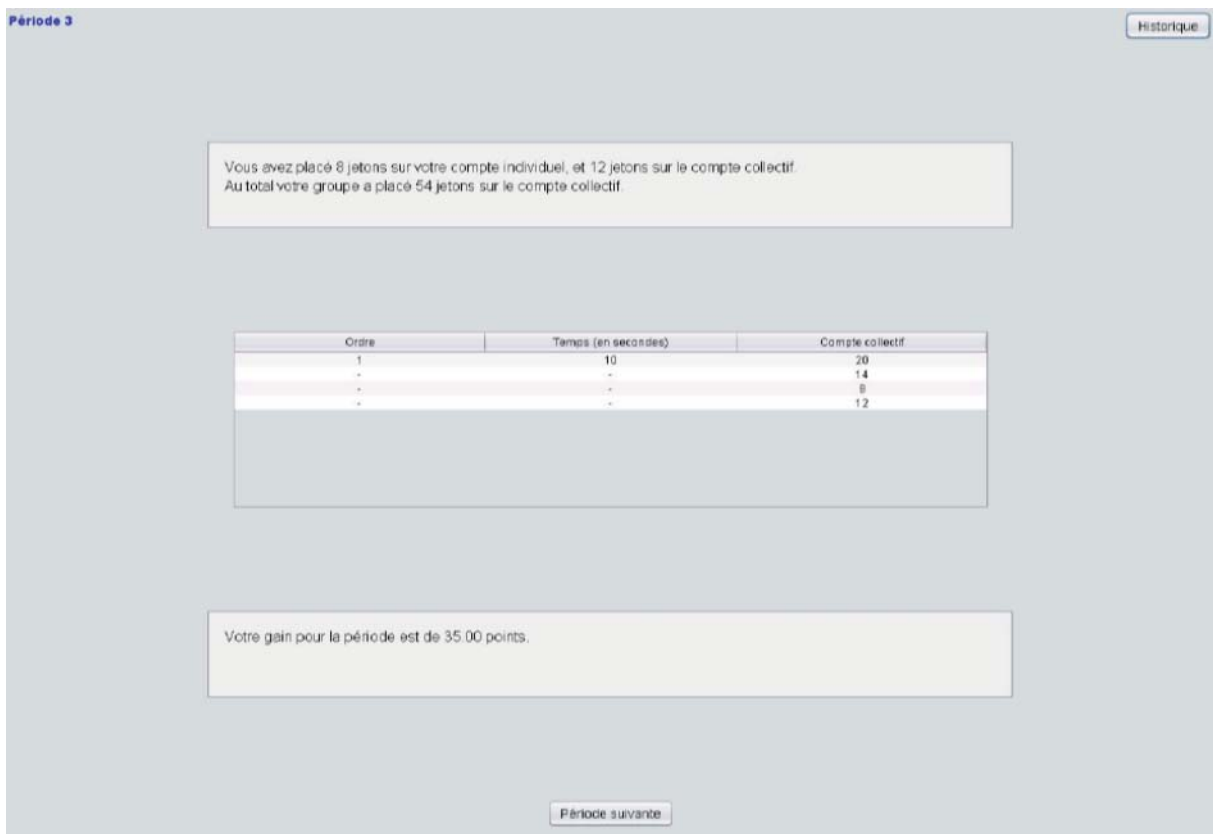 Période 3
Historique
Vous avez placé 8 jetons sur votre compte individuel, et 12 jetons sur le compte collectif.
Au total votre groupe a placé 54 jetons sur le compte collectif.
Ordre Temps (en secondes) Compte collectif
1 10 20
- - 14
- - 8
- - 12
Votre gain pour la période est de 35.00 points.
Période suivante